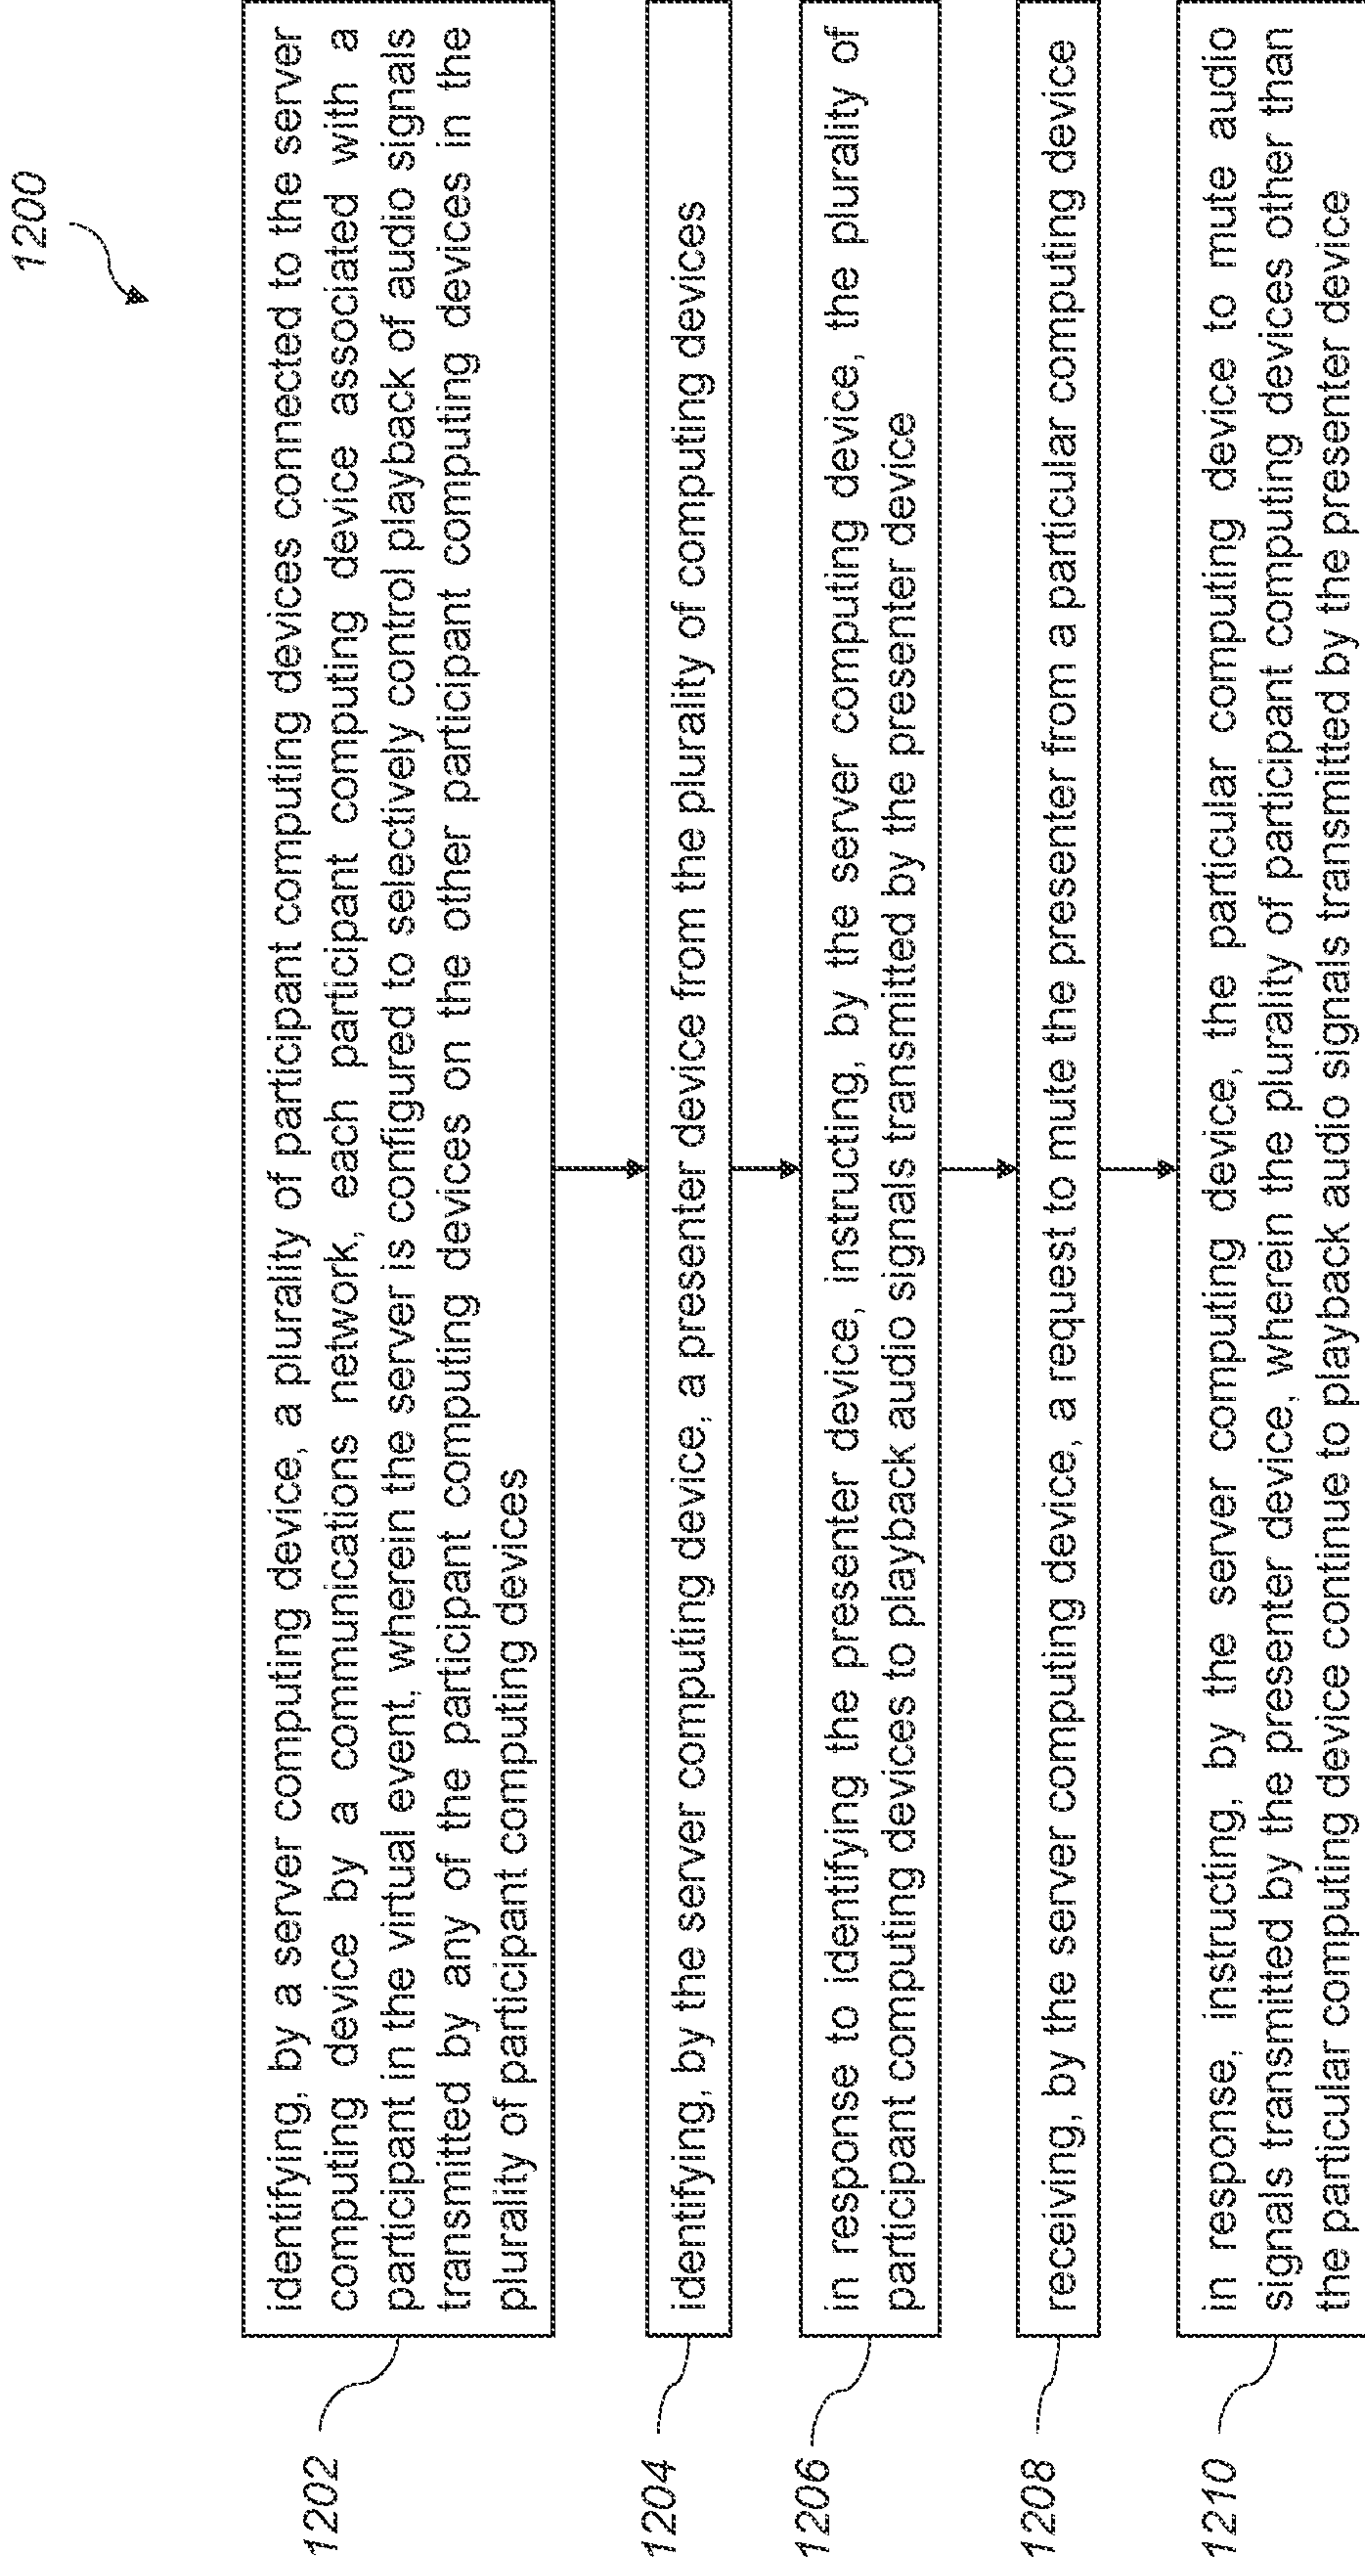 1200
1202
identifying, by a server computing device, a plurality of participant computing devices connected to the server
computing device by a communications network, each participant computing device associated with a
participant in the virtual event, wherein the server is configured to selectively control playback of audio signals
transmitted by any of the participant computing devices on the other participant computing devices in the
plurality of participant computing devices
1204
identifying, by the server computing device, a presenter device from the plurality of computing devices
1206
in response to identifying the presenter device, instructing, by the server computing device, the plurality of
participant computing devices to playback audio signals transmitted by the presenter device
1208
receiving, by the server computing device, a request to mute the presenter from a particular computing device
1210
in response, instructing, by the server computing device, the particular computing device to mute audio
signals transmitted by the presenter device, wherein the plurality of participant computing devices other than
the particular computing device continue to playback audio signals transmitted by the presenter device